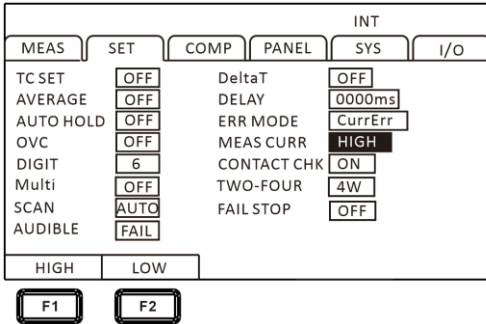 INT
MEAS SET COMP PANEL SYS I/O
TC SET OFF DeltaT OFF
AVERAGE OFF DELAY 0000ms
AUTO HOLD OFF ERR MODE CurrErr
OVC OFF MEAS CURR HIGH
DIGIT 6 CONTACT CHK ON
Multi OFF TWO-FOUR 4W
SCAN AUTO FAIL STOP OFF
AUDIBLE FAIL
HIGH LOW
F1 F2